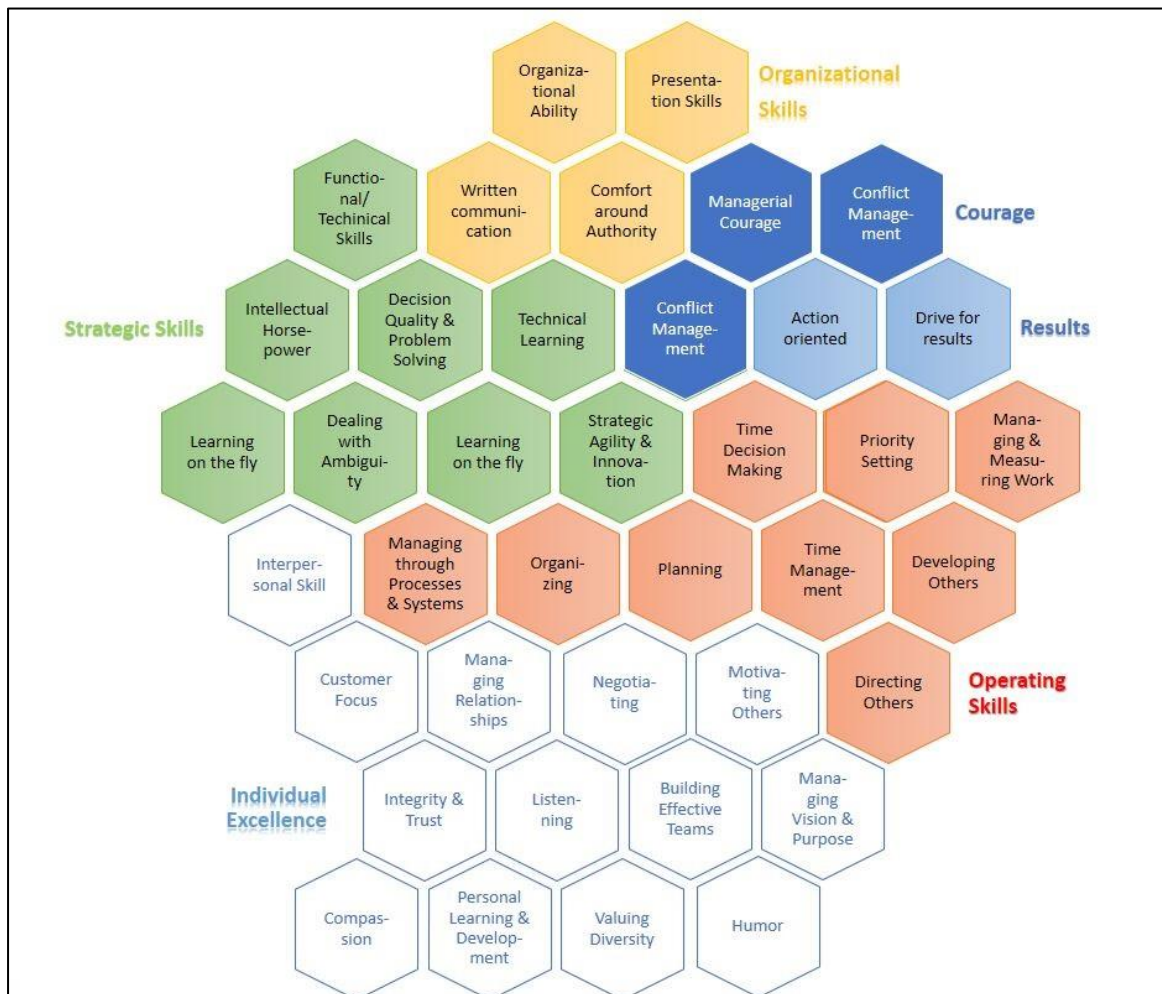 Organiza-
tional
Ability
Presenta-
tion Skills
Organizational
Skills
Functio-
nal/
Techinical
Skills
Written
communi-
cation
Comfort
around
Authority
Managerial
Courage
Conflict
Manage-
ment
Courage
Strategic Skills
Intellectual
Horse-
power
Decision
Quality &
Problem
Solving
Technical
Learning
Conflict
Manage-
ment
Action
oriented
Drive for
results
Results
Learning
on the fly
Dealing
with
Ambigui-
ty
Learning
on the fly
Strategic
Agility &
Innova-
tion
Time
Decision
Making
Priority
Setting
Mana-
ging &
Measu-
ring Work
Interper-
sonal Skill
Managing
through
Processes
& Systems
Organi-
zing
Planning
Time
Manage-
ment
Developing
Others
Customer
Focus
Mana-
ging
Relation-
ships
Negotia-
ting
Motiva-
ting
Others
Directing
Others
Operating
Skills
Individual
Excellence
Integrity &
Trust
Liste-
ning
Building
Effective
Teams
Mana-
ging
Vision &
Purpose
Compas-
sion
Personal
Learning &
Develop-
ment
Valuing
Diversity
Humor